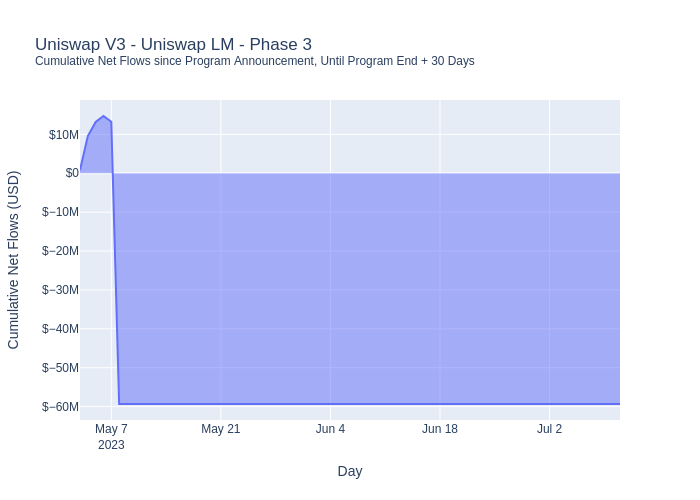 Uniswap V3 - Uniswap LM - Phase 3
Cumulative Net Flows since Program Announcement, Until Program End + 30 Days
Cumulative Net Flows (USD)
$10M
$0
$−10M
$−20M
$−30M
$−40M
$−50M
$−60M
May 7
2023
May 21
Jun 4
Jun 18
Jul 2
Day